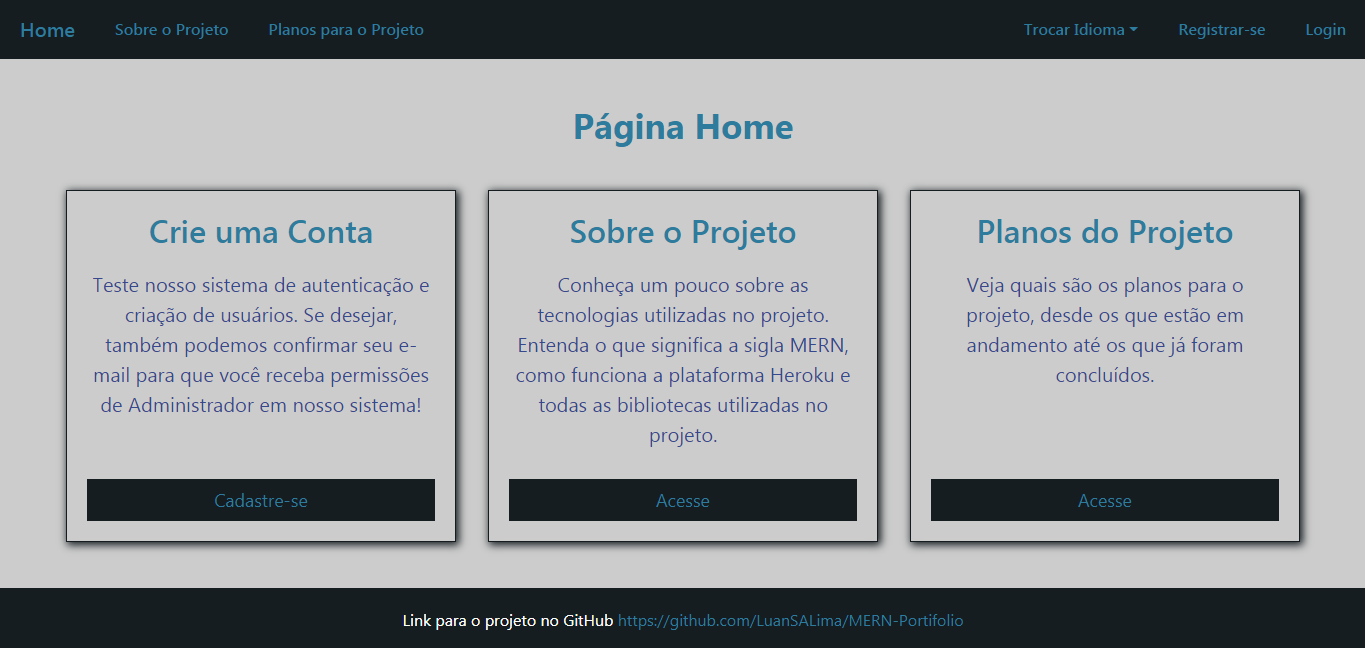 Home Sobre o Projeto Planos para o Projeto Trocar Idioma Registrar-se Login
Página Home
Crie uma Conta
Teste nosso sistema de autenticação e
criação de usuários. Se desejar,
também podemos confirmar seu e-
mail para que você receba permissões
de Administrador em nosso sistema!
Cadastre-se
Sobre o Projeto
Conheça um pouco sobre as
tecnologias utilizadas no projeto.
Entenda o que significa a sigla MERN,
como funciona a plataforma Heroku e
todas as bibliotecas utilizadas no
projeto.
Acesse
Planos do Projeto
Veja quais são os planos para o
projeto, desde os que estão em
andamento até os que já foram
concluídos.
Acesse
Link para o projeto no GitHub https://github.com/LuanSALima/MERN-Portifolio